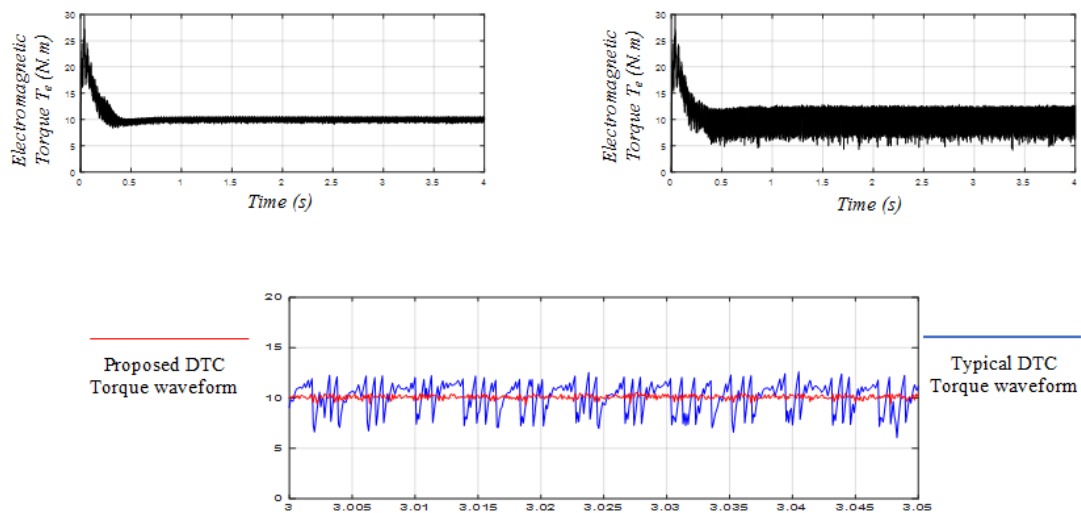 30
25
20
15
10
5
0
Electromagnetic
Torque Te (N.m)
0 0.5 1 1.5 2 2.5 3 3.5 4
Time (s)
30
25
20
15
10
5
0
Electromagnetic
Torque Te (N.m)
0 0.5 1 1.5 2 2.5 3 3.5 4
Time (s)
Proposed DTC
Torque waveform
20
15
10
5
0
3 3.005 3.01 3.015 3.02 3.025 3.03 3.035 3.04 3.045 3.05
Typical DTC
Torque waveform